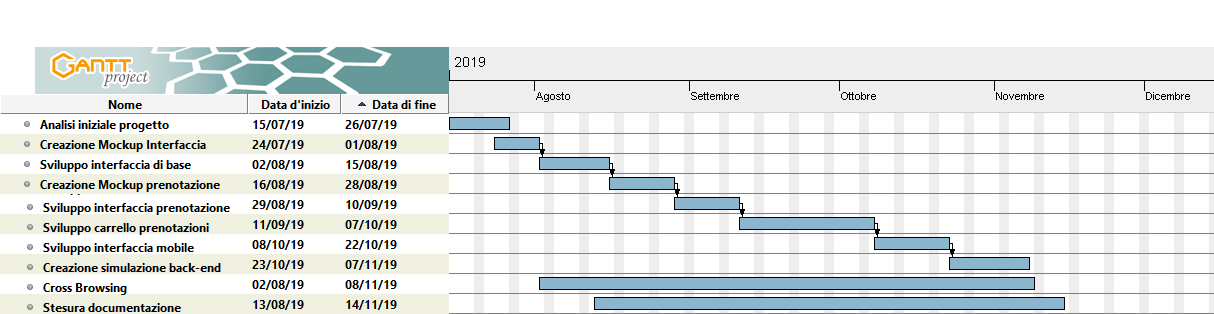 GANTT
project
2019
Agosto Settembre Ottobre Novembre Dicembre
Nome Data d'inizio Data di fine
Analisi iniziale progetto 15/07/19 26/07/19
Creazione Mockup Interfaccia 24/07/19 01/08/19
Sviluppo interfaccia di base 02/08/19 15/08/19
Creazione Mockup prenotazione 16/08/19 28/08/19
Sviluppo interfaccia prenotazione 29/08/19 10/09/19
Sviluppo carrello prenotazioni 11/09/19 07/10/19
Sviluppo interfaccia mobile 08/10/19 22/10/19
Creazione simulazione back-end 23/10/19 07/11/19
Cross Browsing 02/08/19 08/11/19
Stesura documentazione 13/08/19 14/11/19